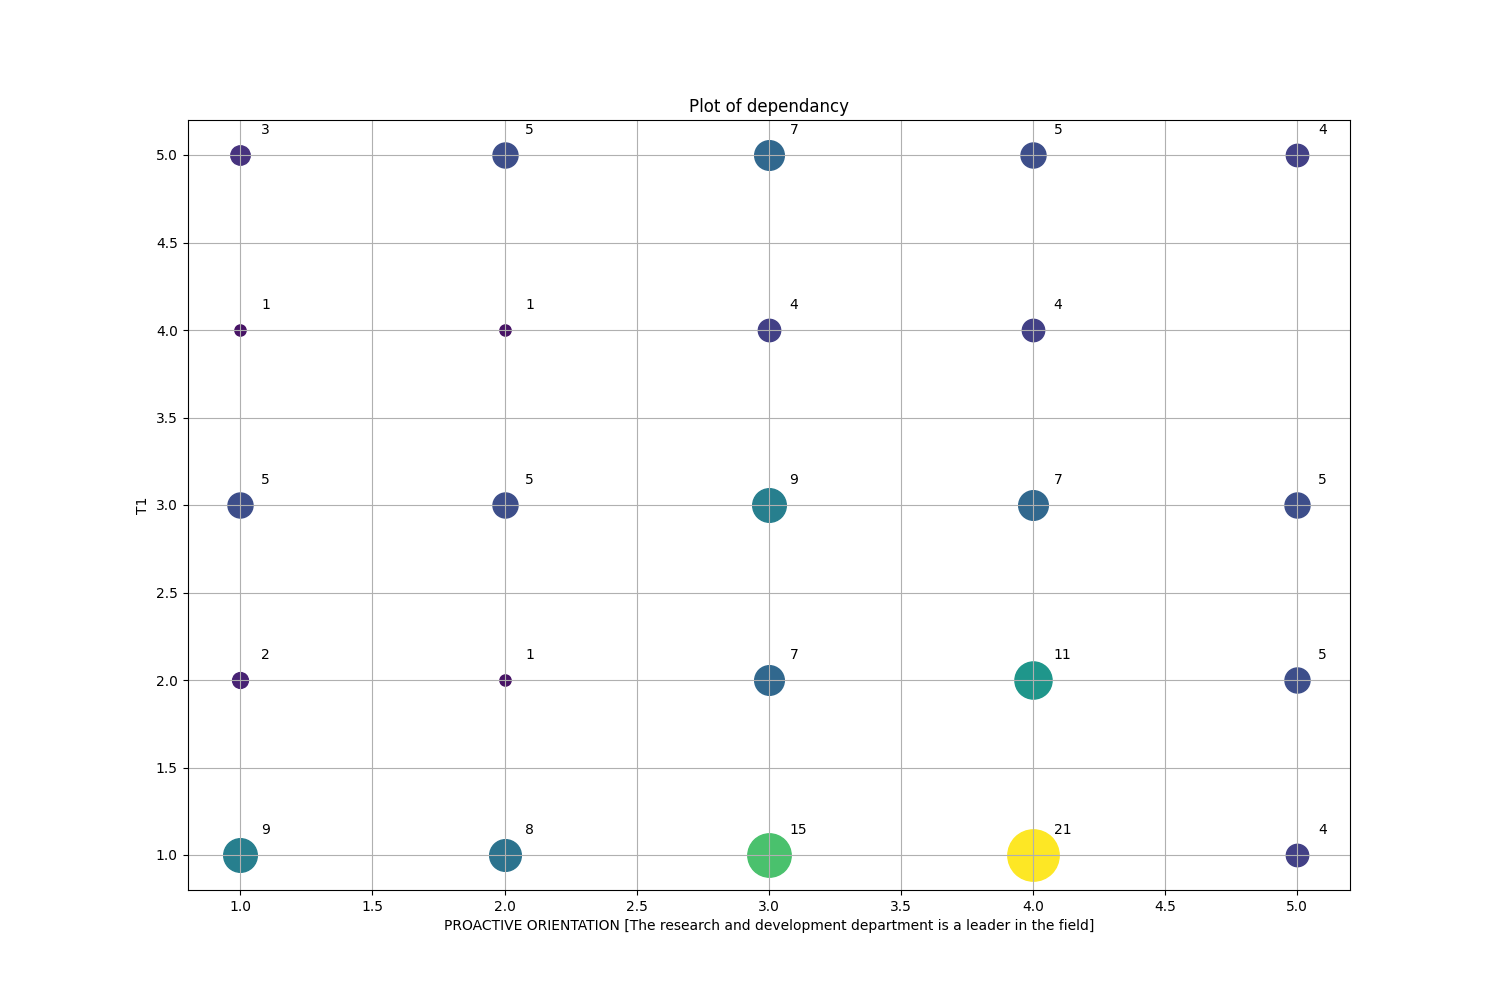 Plot of dependancy
3 5 7 5 4
5.0
4.5
1 1 4 4
4.0
3.5
5 5 9 7 5
3.0
T1
2.5
2 1 7 11 5
2.0
1.5
9 8 15 21 4
1.0
1.0 1.5 2.0 2.5 3.0 3.5 4.0 4.5 5.0
PROACTIVE ORIENTATION [The research and development department is a leader in the field]